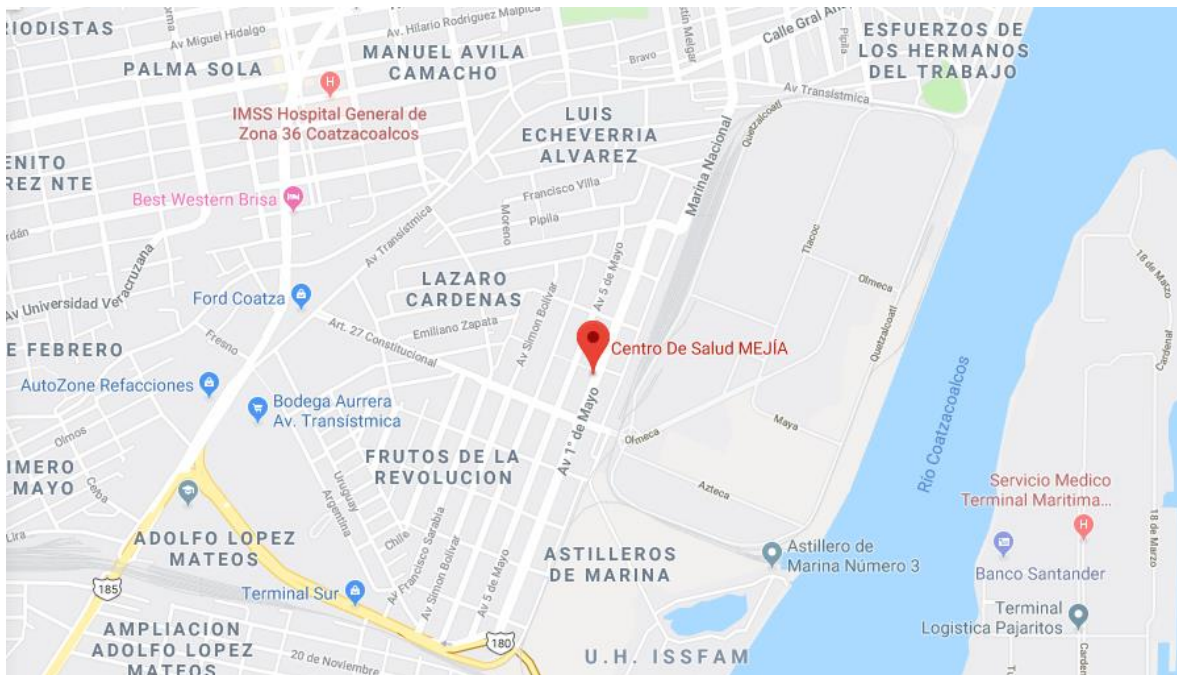 RIODISTAS
Av Miguel Hidalgo
Av. Hilario Rodriguez Malpica
PALMA SOLA
MANUEL AVILA
CAMACHO
Bravo
Calle Gral
Pipila
ESFUERZOS DE
LOS HERMANOS
DEL TRABAJO
IMSS Hospital General de
Zona 36 Coatzacoalcos
LUIS
ECHEVERRIA
ALVAREZ
Av Transístmica
Quetzalcoatl
Marina Nacional
ENITO
REZ NTE
Best Western Brisa
Francisco Villa
Moreno
Pipila
Av Transístmica
Tlacoc
Av Universidad Veracruzana
Ford Coatza
LAZARO
CARDENAS
Av 5 de Mayo
Olmeca
18 de Marzo
Fresno
Art. 27 Constitucional
Emiliano Zapata
Av Simon Bolívar
Quetzalcoatl
Cardenal
E FEBRERO
Centro De Salud MEJÍA
AutoZone Refacciones
Bodega Aurrera
Av. Transístmica
Av 1° de Mayo
Maya
Río Coatzacoalcos
Olmos
Olmeca
IMERO
MAYO
Ceiba
FRUTOS DE LA
REVOLUCION
Azteca
Uruguay
Argentina
Servicio Medico
Terminal Maritima...
18 de Marzo
Lira
ADOLFO LOPEZ
MATEOS
Chile
Av Francisco Sarabia
Av Simon Bolívar
Av 5 de Mayo
ASTILLEROS
DE MARINA
Astillero de
Marina Número 3
Banco Santander
185
Terminal Sur
Terminal
Logistica Pajaritos
AMPLIACION
ADOLFO LOPEZ
MATEOS
20 de Noviembre
180
U.H. ISSFAM